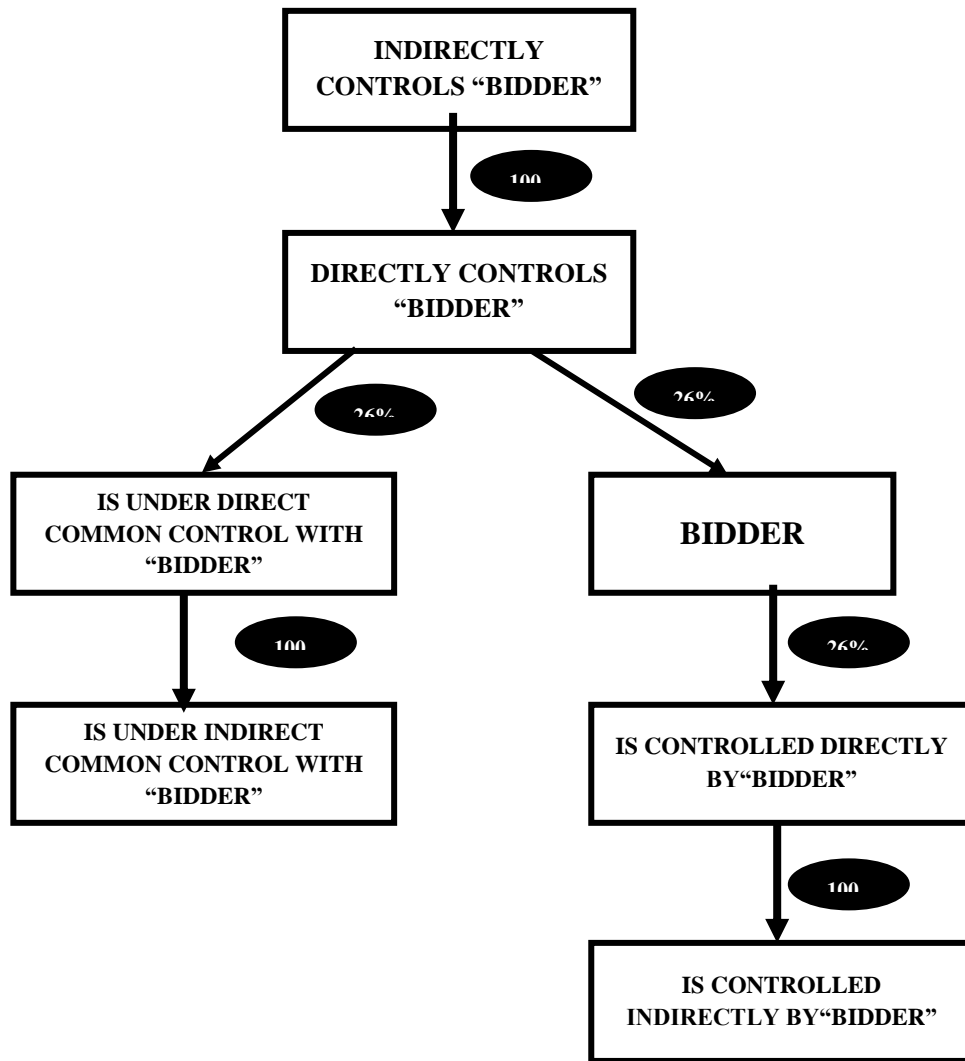 INDIRECTLY
CONTROLS “BIDDER”
100
DIRECTLY CONTROLS
“BIDDER”
26%
26%
IS UNDER DIRECT
COMMON CONTROL WITH
“BIDDER”
BIDDER
100
26%
IS UNDER INDIRECT
COMMON CONTROL WITH
“BIDDER”
IS CONTROLLED DIRECTLY
BY“BIDDER”
100
IS CONTROLLED
INDIRECTLY BY“BIDDER”